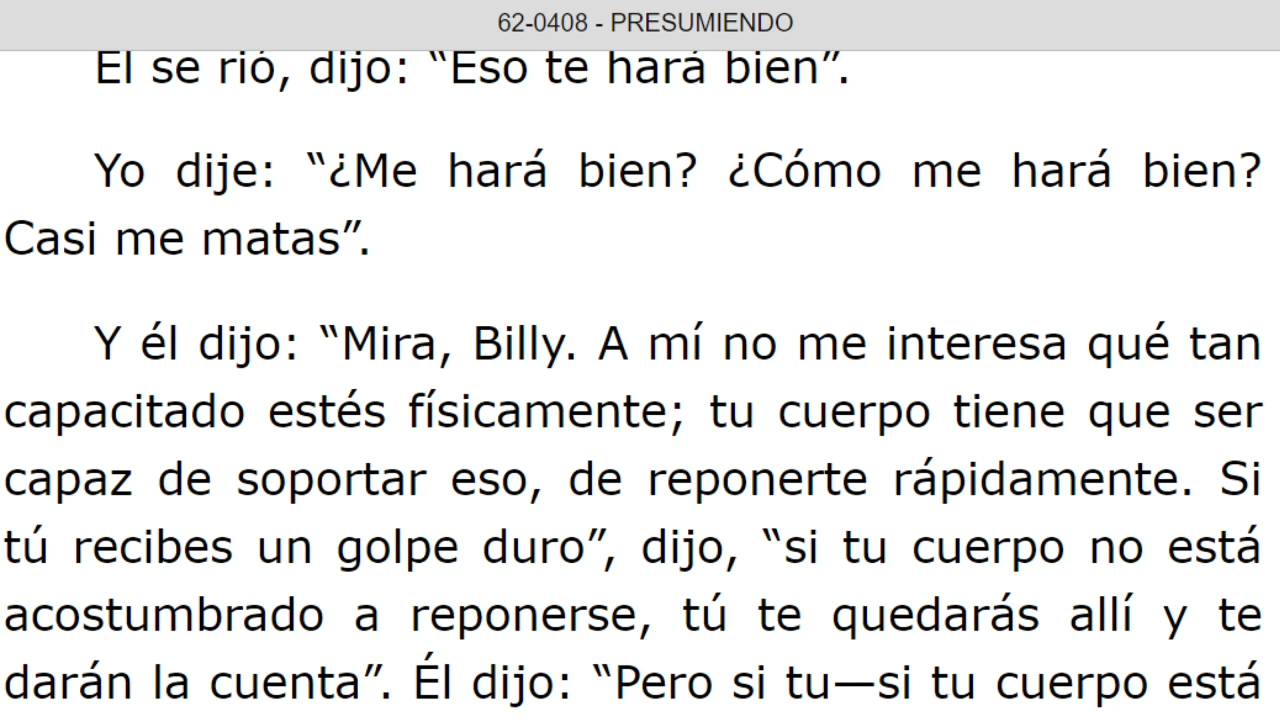 62-0408 - PRESUMIENDO
Él se rió, dijo: “Eso te hará bien”.
Yo dije: “¿Me hará bien? ¿Cómo me hará bien?
Casi me matas”.
Y él dijo: “Mira, Billy. A mí no me interesa qué tan
capacitado estés físicamente; tu cuerpo tiene que ser
capaz de soportar eso, de reponerte rápidamente. Si
tú recibes un golpe duro”, dijo, “si tu cuerpo no está
acostumbrado a reponerse, tú te quedarás allí y te
darán la cuenta”. Él dijo: “Pero si tu—si tu cuerpo está